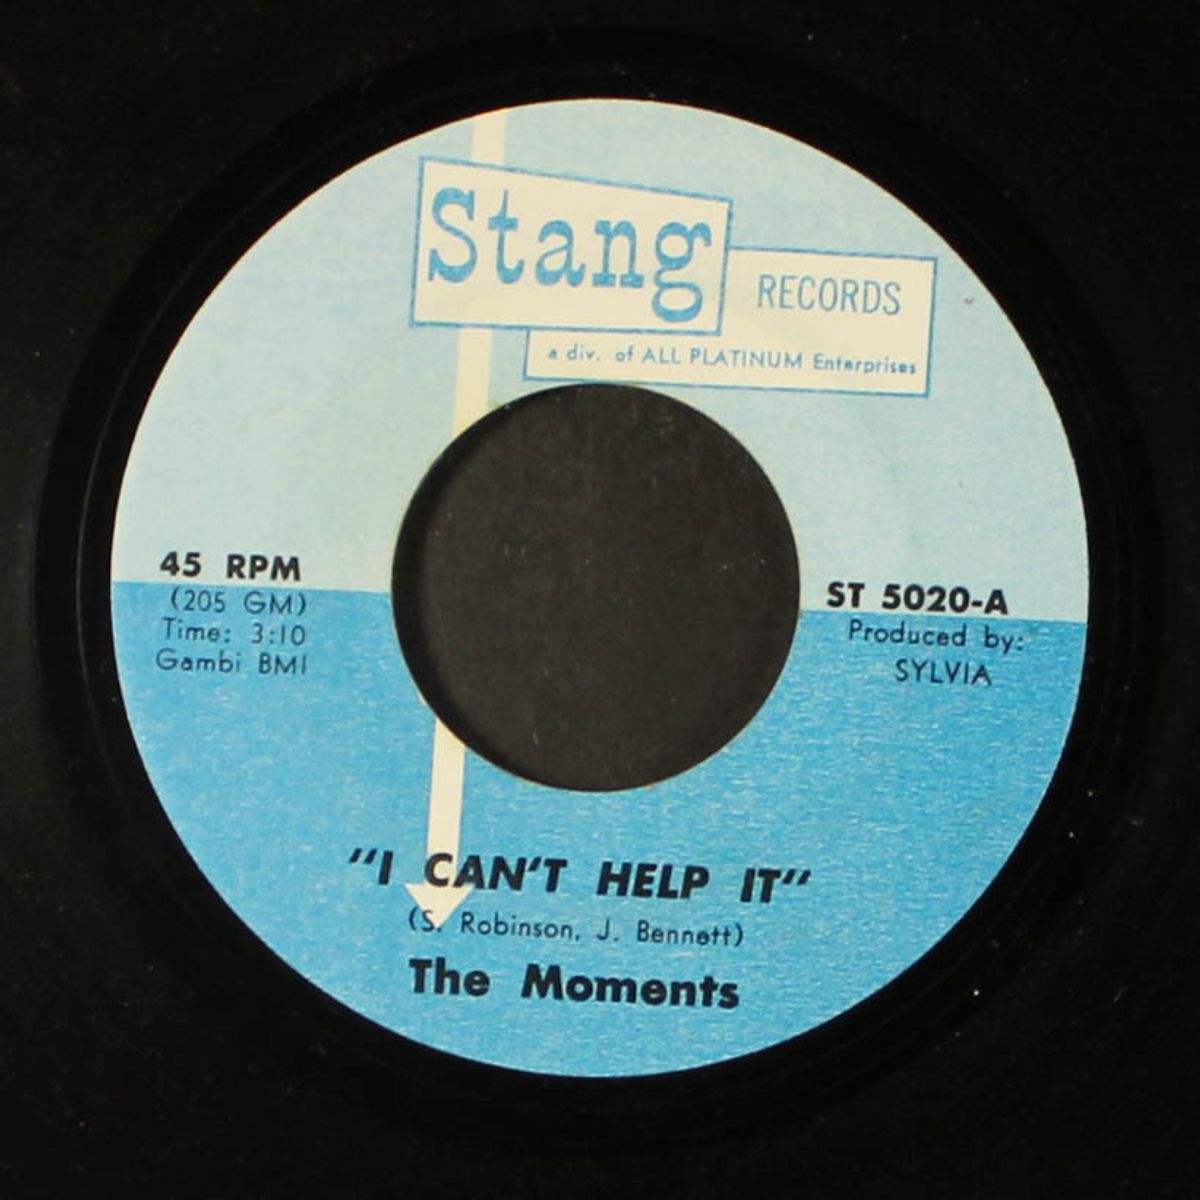 Stang
RECORDS
a div. of ALL PLATINUM Enterprises
45 RPM
(205 GM)
Time: 3:10
Gambi BMI
ST 5020-A
Produced by:
SYLVIA
"I CAN'T HELP IT"
(S. Robinson, J. Bennett)
The Moments